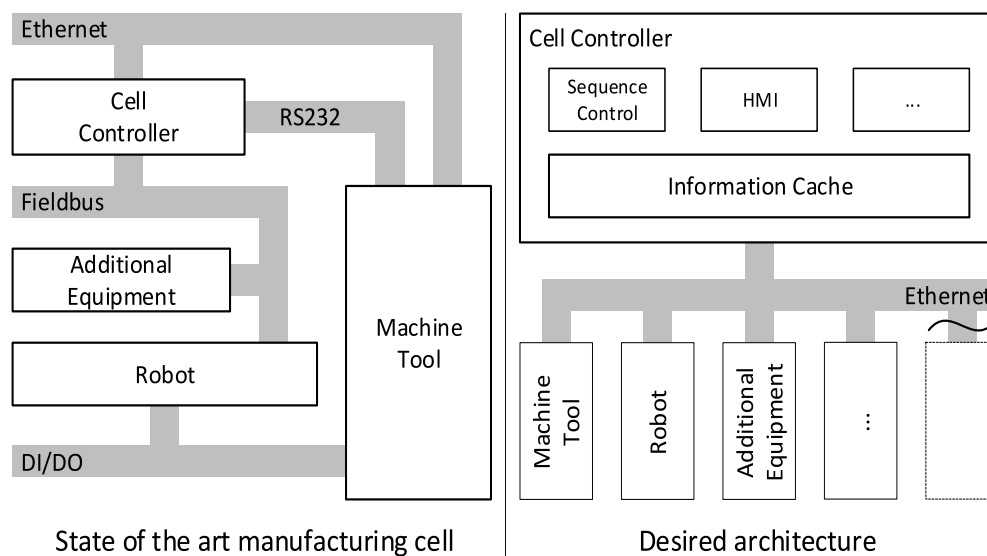 Ethernet
Cell
Controller
RS232
Fieldbus
Additional
Equipment
Machine
Tool
Robot
DI/DO
State of the art manufacturing cell
Cell Controller
Sequence
Control
HMI
...
Information Cache
Ethernet
Machine
Tool
Robot
Additional
Equipment
...
Desired architecture